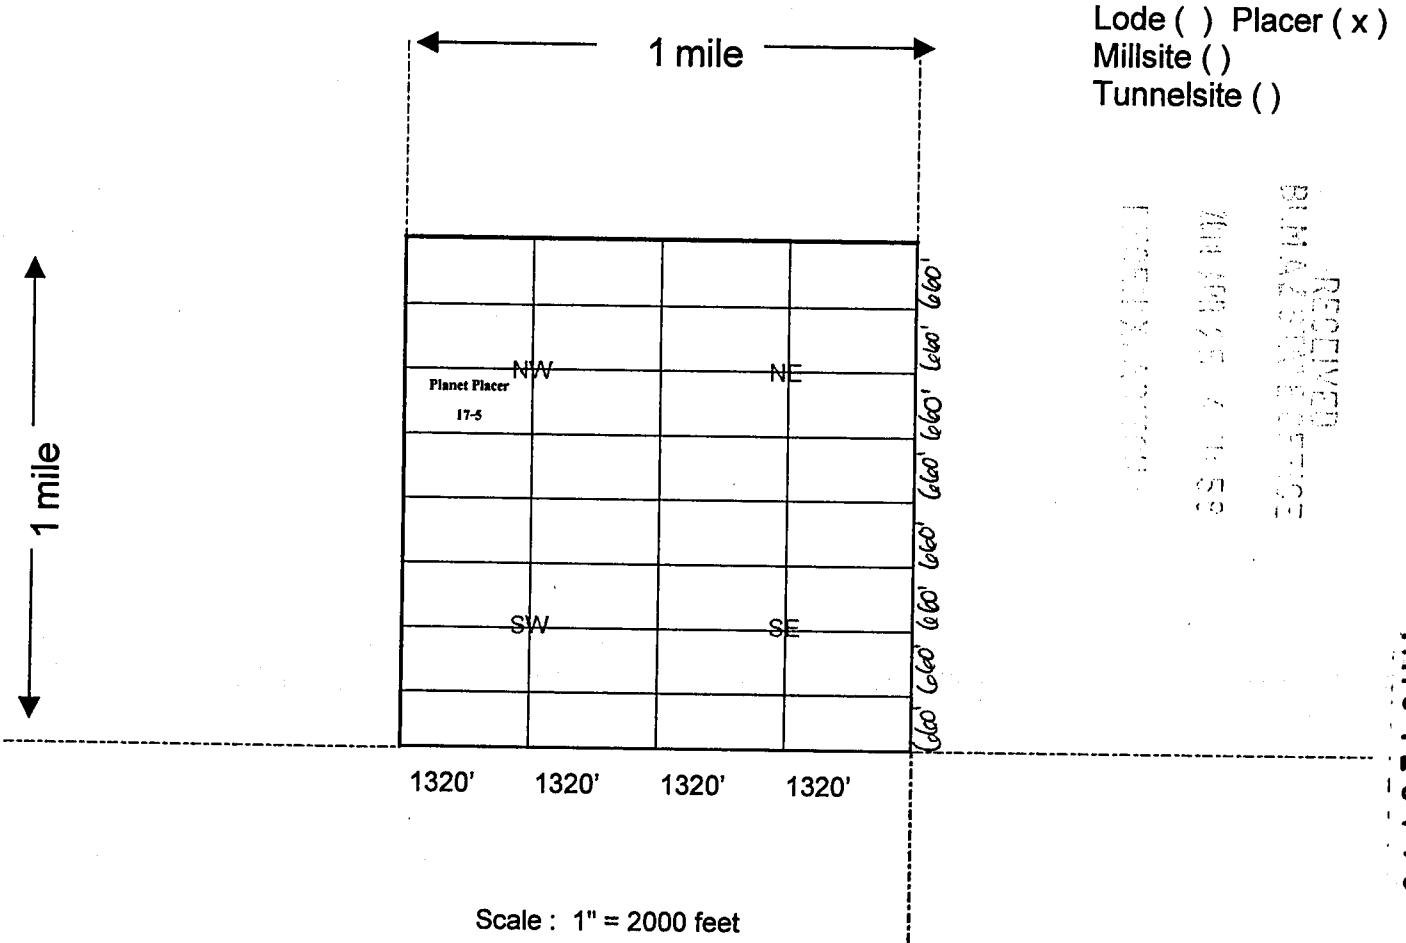 Lode ( ) Placer ( x )
Millsite ( )
Tunnelsite ( )
1 mile
1 mile
RECEIVED
NW
NE
Planet Placer
17-5
SW
SE
660'
660'
660'
660'
660'
660'
660'
660'
1320' 1320' 1320' 1320'
Scale : 1" = 2000 feet